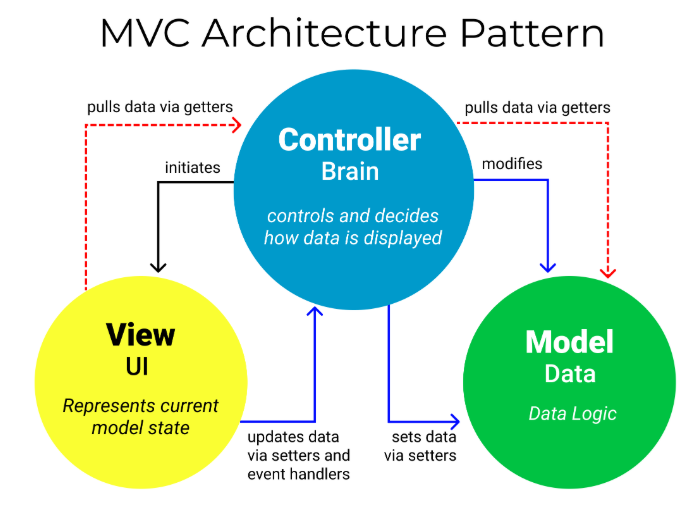 MVC Architecture Pattern
pulls data via getters
pulls data via getters
Controller
Brain
initiates
modifies
controls and decides
how data is displayed
View
UI
Represents current
model state
Model
Data
Data Logic
updates data
via setters and
event handlers
sets data
via setters